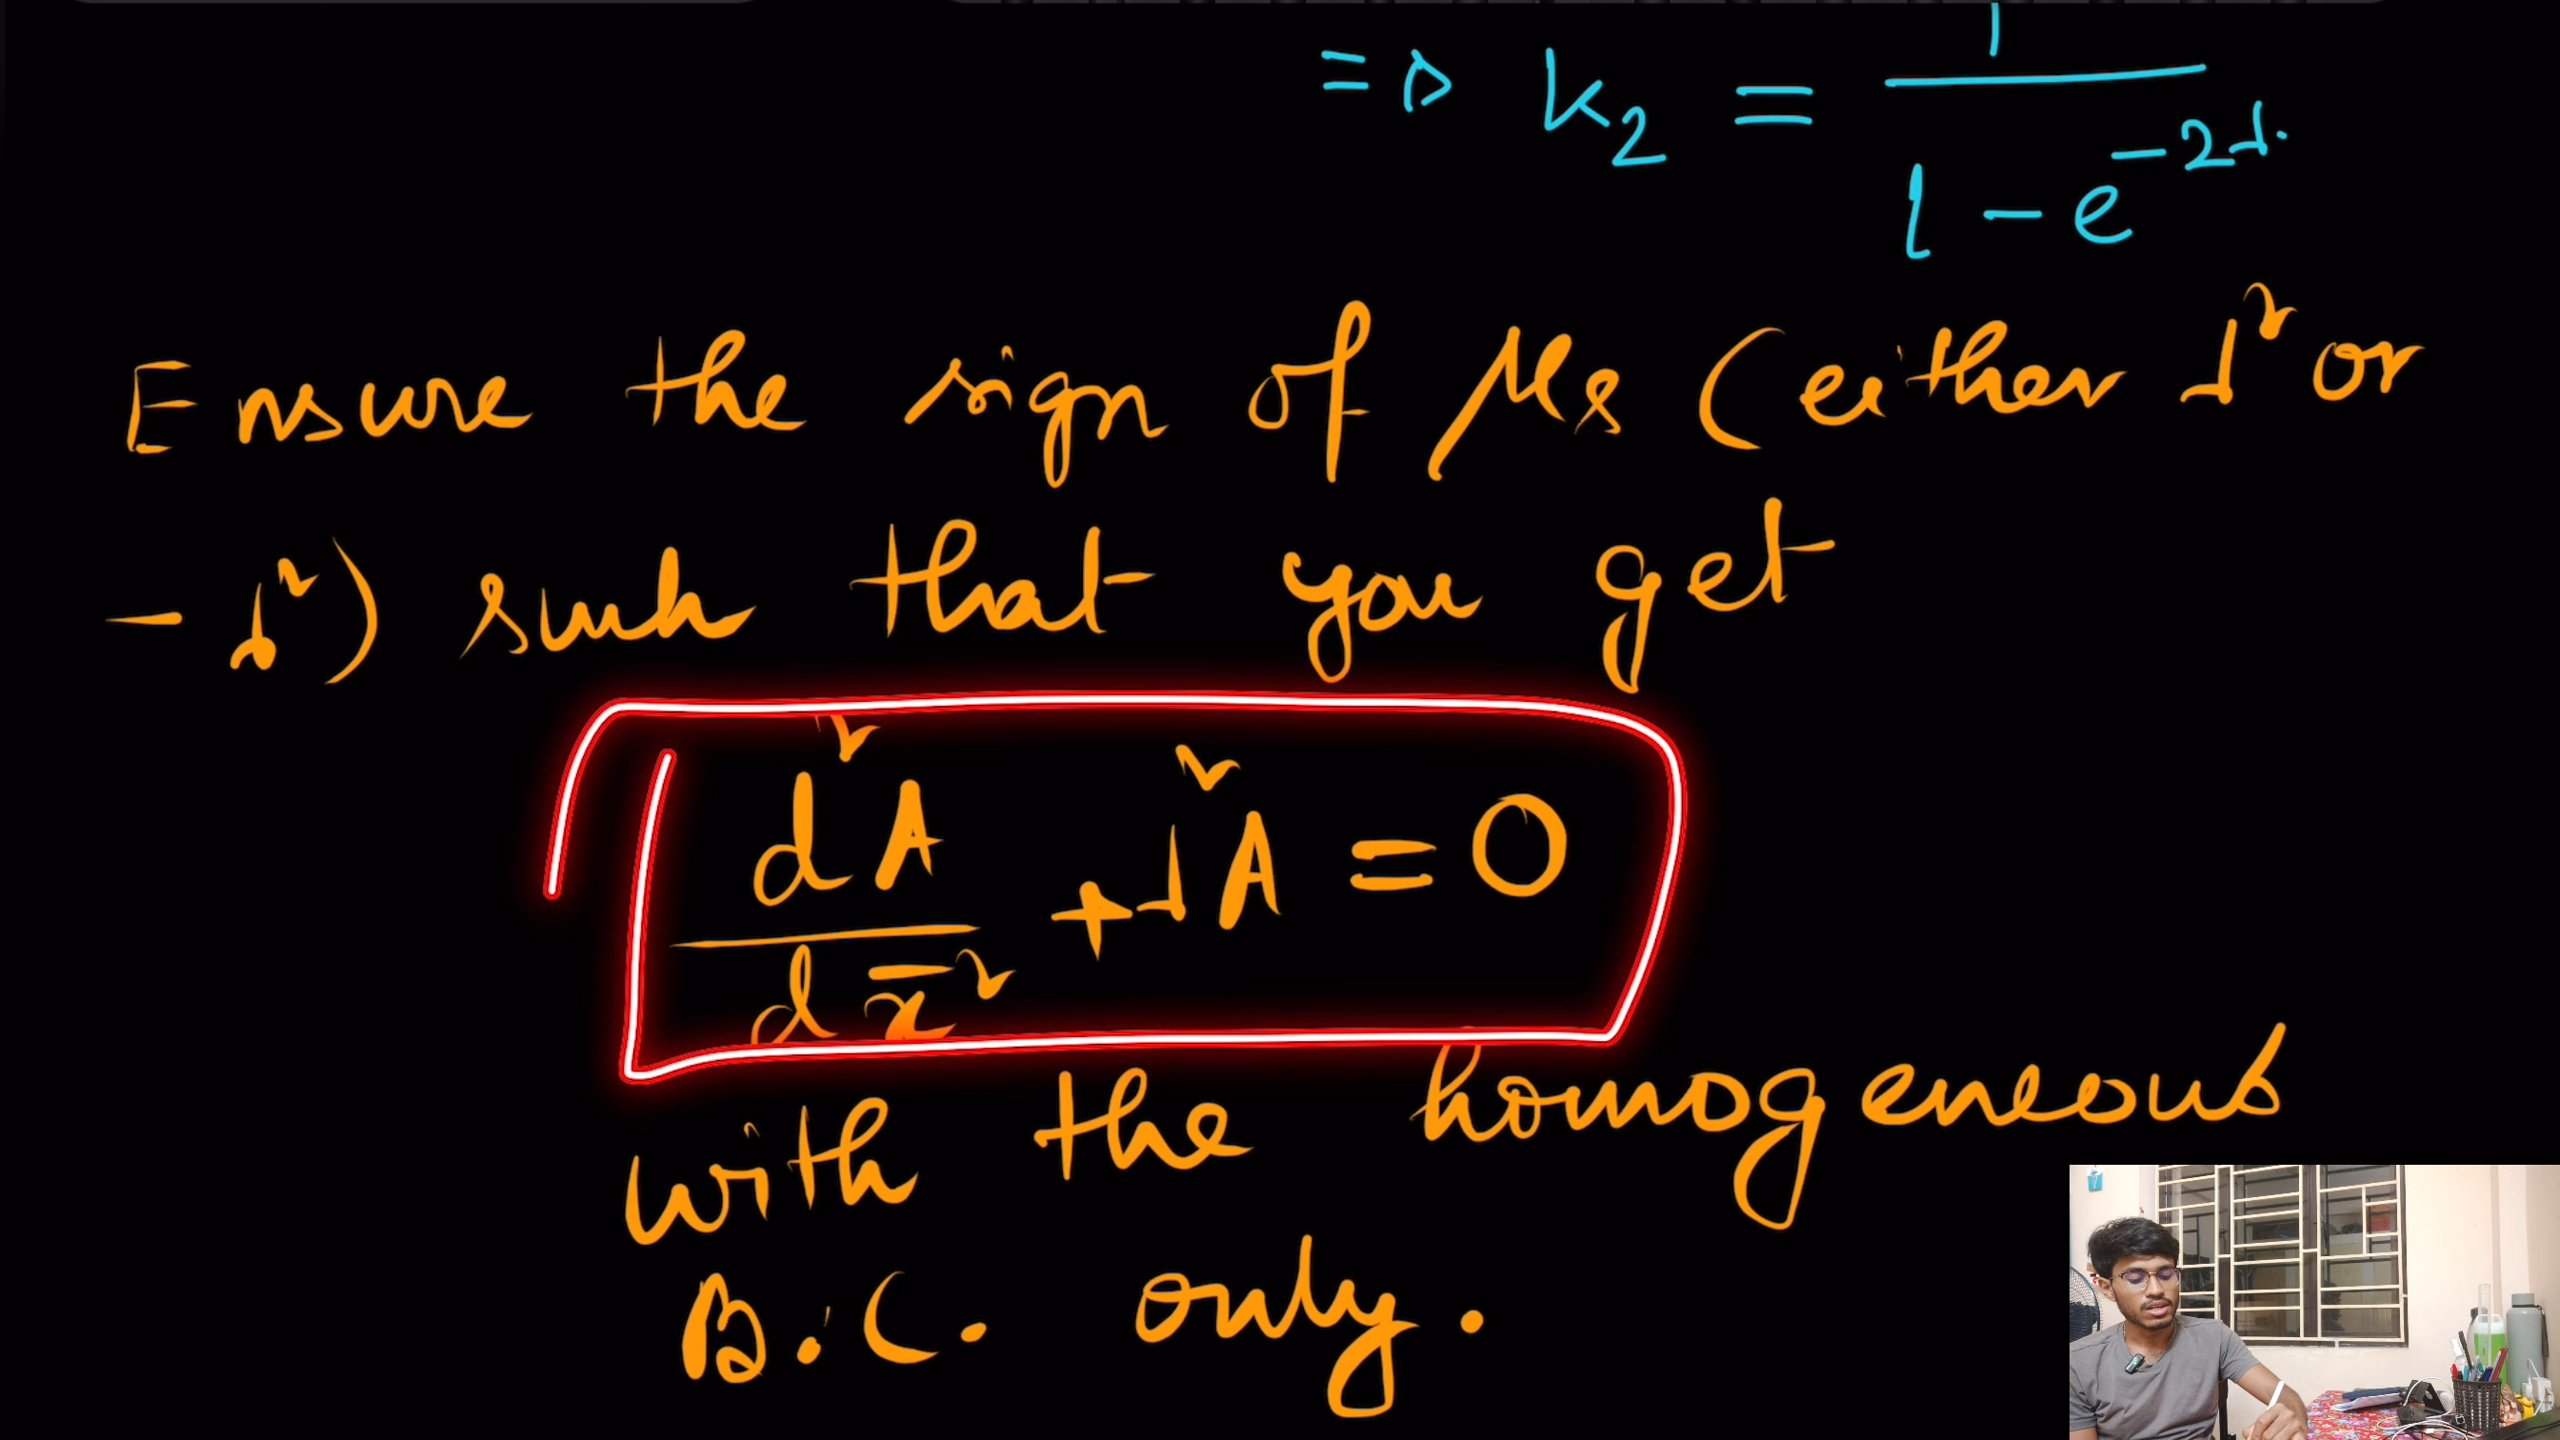 => k₂ = 1 / (1 - e^(-2λ))
Ensure the sign of μs (either λ² or
- λ²) such that you get
d²A / dx̄² + λ²A = 0
with the homogeneous
B.C. only.